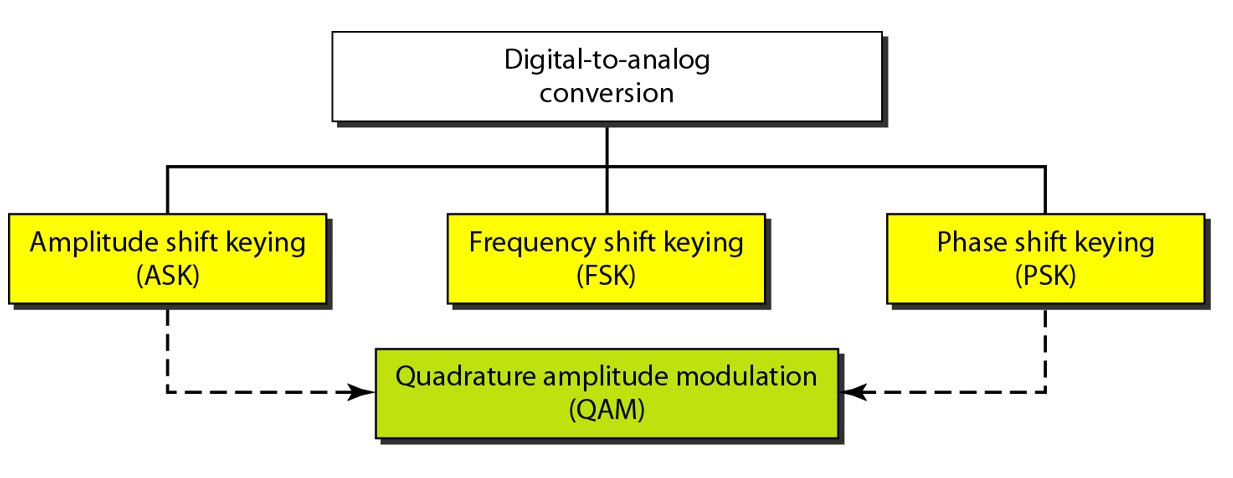 Digital-to-analog
conversion
Amplitude shift keying
(ASK)
Frequency shift keying
(FSK)
Phase shift keying
(PSK)
Quadrature amplitude modulation
(QAM)